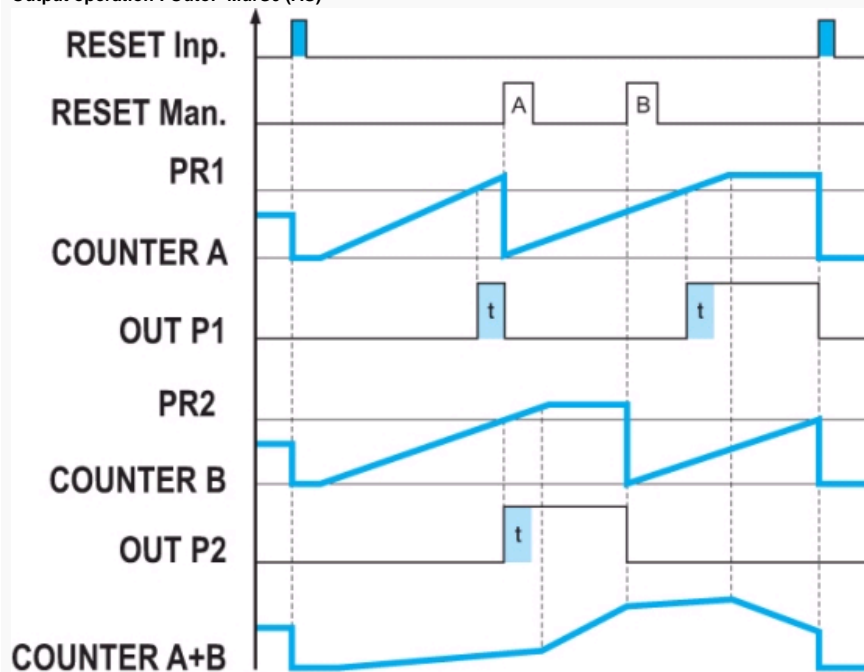 RESET Inp.
RESET Man.
A
B
PR1
COUNTER A
OUT P1
t
t
PR2
COUNTER B
OUT P2
t
COUNTER A+B